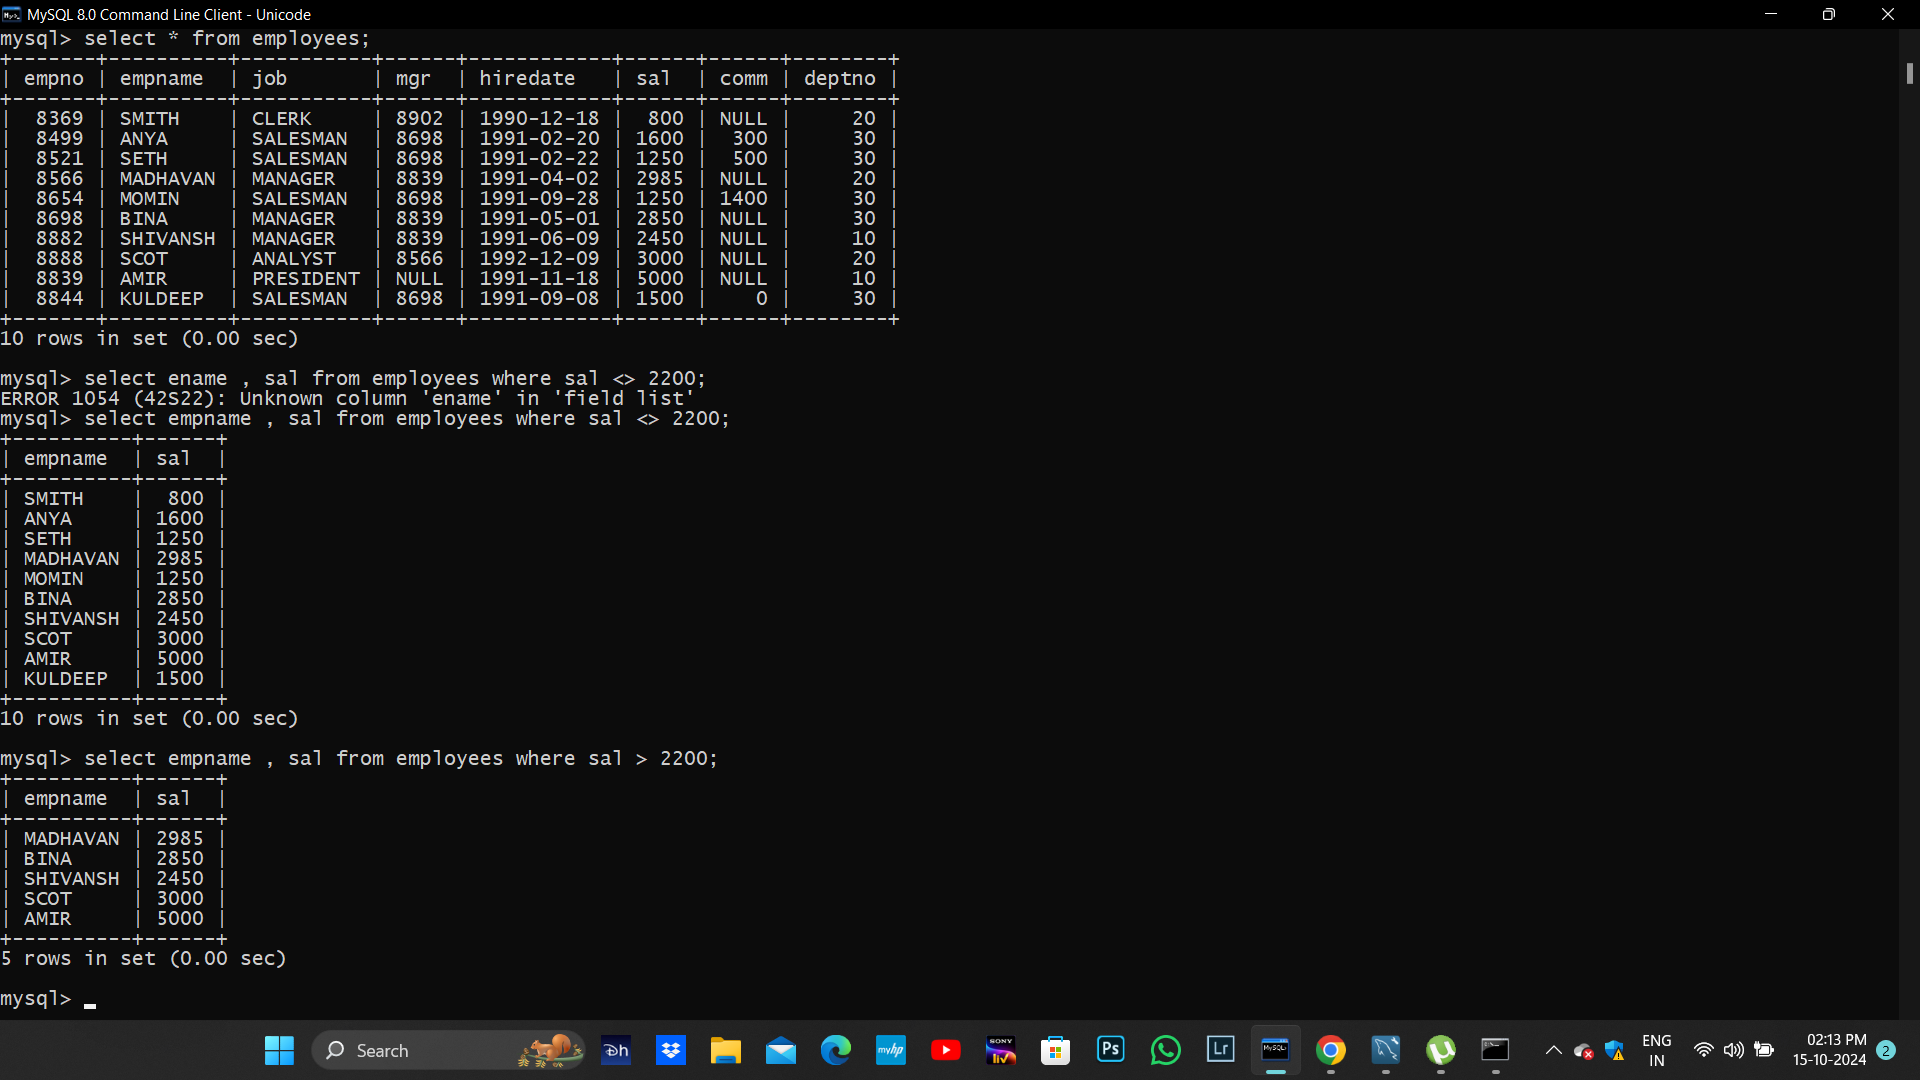 MySQL 8.0 Command Line Client - Unicode
mysql> select * from employees;
+-------+----------+-----------+------+------------+------+------+--------+
| empno | empname  | job       | mgr  | hiredate   | sal  | comm | deptno |
+-------+----------+-----------+------+------------+------+------+--------+
|  8369 | SMITH    | CLERK     | 8902 | 1990-12-18 |  800 | NULL |     20 |
|  8499 | ANYA     | SALESMAN  | 8698 | 1991-02-20 | 1600 |  300 |     30 |
|  8521 | SETH     | SALESMAN  | 8698 | 1991-02-22 | 1250 |  500 |     30 |
|  8566 | MADHAVAN | MANAGER   | 8839 | 1991-04-02 | 2985 | NULL |     20 |
|  8654 | MOMIN    | SALESMAN  | 8698 | 1991-09-28 | 1250 | 1400 |     30 |
|  8698 | BINA     | MANAGER   | 8839 | 1991-05-01 | 2850 | NULL |     30 |
|  8882 | SHIVANSH | MANAGER   | 8839 | 1991-06-09 | 2450 | NULL |     10 |
|  8888 | SCOT     | ANALYST   | 8566 | 1992-12-09 | 3000 | NULL |     20 |
|  8839 | AMIR     | PRESIDENT | NULL | 1991-11-18 | 5000 | NULL |     10 |
|  8844 | KULDEEP  | SALESMAN  | 8698 | 1991-09-08 | 1500 |    0 |     30 |
+-------+----------+-----------+------+------------+------+------+--------+
10 rows in set (0.00 sec)
mysql> select ename , sal from employees where sal <> 2200;
ERROR 1054 (42S22): Unknown column 'ename' in 'field list'
mysql> select empname , sal from employees where sal <> 2200;
+----------+------+
| empname  | sal  |
+----------+------+
| SMITH    |  800 |
| ANYA     | 1600 |
| SETH     | 1250 |
| MADHAVAN | 2985 |
| MOMIN    | 1250 |
| BINA     | 2850 |
| SHIVANSH | 2450 |
| SCOT     | 3000 |
| AMIR     | 5000 |
| KULDEEP  | 1500 |
+----------+------+
10 rows in set (0.00 sec)
mysql> select empname , sal from employees where sal > 2200;
+----------+------+
| empname  | sal  |
+----------+------+
| MADHAVAN | 2985 |
| BINA     | 2850 |
| SHIVANSH | 2450 |
| SCOT     | 3000 |
| AMIR     | 5000 |
+----------+------+
5 rows in set (0.00 sec)
mysql> _
Search
Dh
myhp
SONY
liv
Ps
Lr
MySQL
ENG
IN
02:13 PM
15-10-2024
2